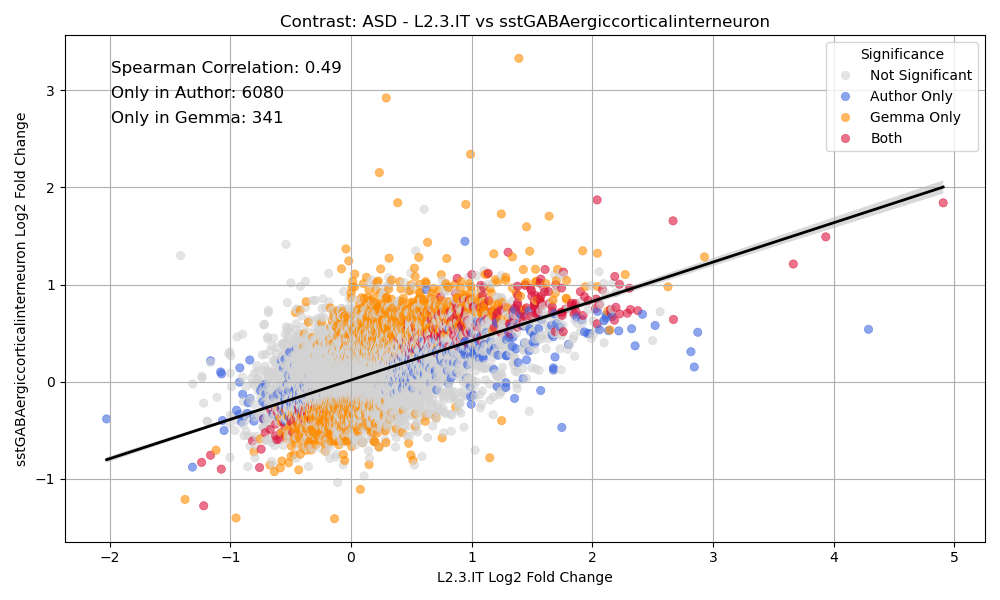 Contrast: ASD - L2.3.IT vs sstGABAergiccorticalinterneuron
Spearman Correlation: 0.49
Only in Author: 6080
Only in Gemma: 341
Significance
Not Significant
Author Only
Gemma Only
Both
sstGABAergiccorticalinterneuron Log2 Fold Change
3
2
1
0
−1
−2
−1
0
1
2
3
4
5
L2.3.IT Log2 Fold Change